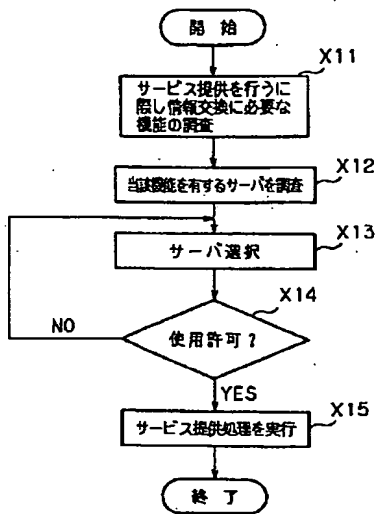 開始
X11
サービス提供を行うに
際し情報交換に必要な
機能の調査
X12
当該機能を有するサーバを調査
X13
サーバ選択
X14
使用許可？
NO
YES
X15
サービス提供処理を実行
終了